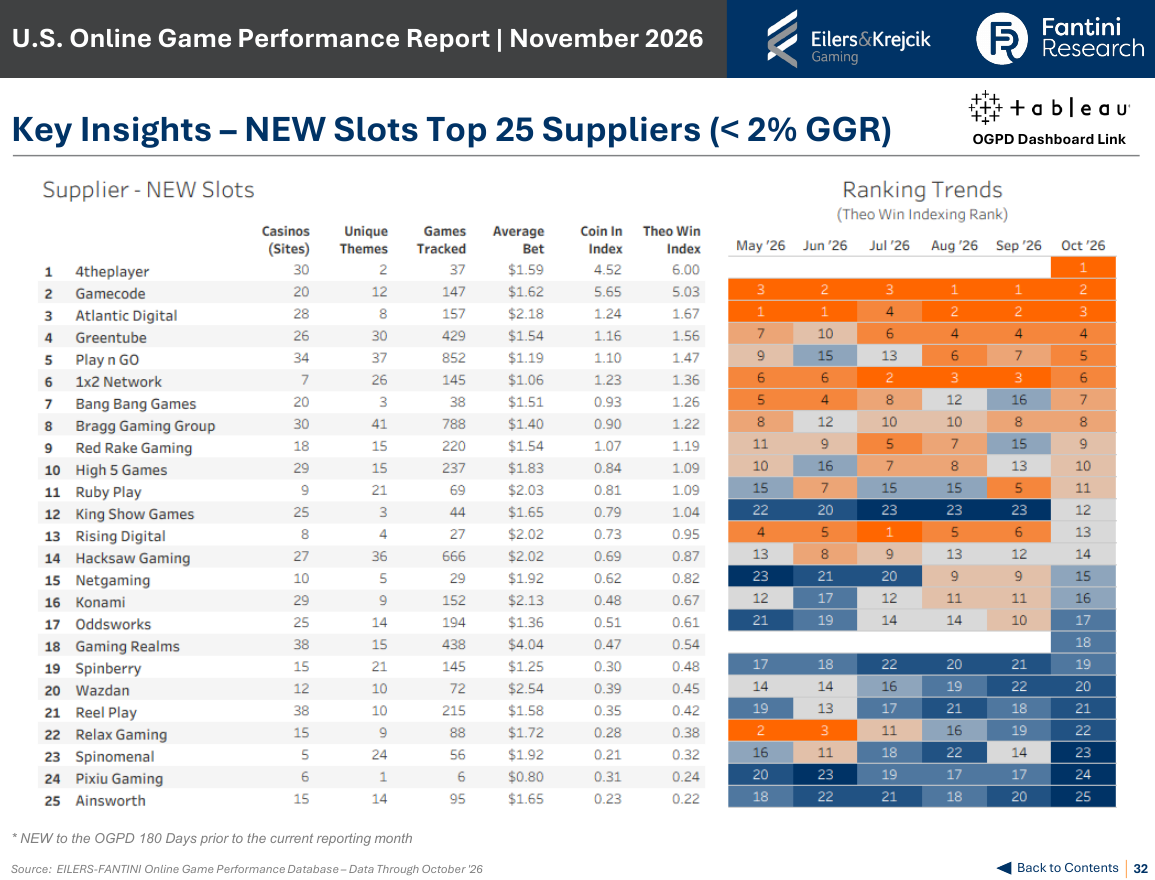 U.S. Online Game Performance Report | November 2026
Eilers&Krejcik
Gaming
Fantini
Research
Key Insights – NEW Slots Top 25 Suppliers (< 2% GGR)
+ a b l e a u
OGPD Dashboard Link
Supplier - NEW Slots
Ranking Trends
(Theo Win Indexing Rank)
Casinos (Sites) Unique Themes Games Tracked Average Bet Coin In Index Theo Win Index May '26 Jun '26 Jul '26 Aug '26 Sep '26 Oct '26
1 4theplayer 30 2 37 $1.59 4.52 6.00 1
2 Gamecode 20 12 147 $1.62 5.65 5.03 3 2 3 1 1 2
3 Atlantic Digital 28 8 157 $2.18 1.24 1.67 1 1 4 2 2 3
4 Greentube 26 30 429 $1.54 1.16 1.56 7 10 6 4 4 4
5 Play n GO 34 37 852 $1.19 1.10 1.47 9 15 13 6 7 5
6 1x2 Network 7 26 145 $1.06 1.23 1.36 6 6 2 3 3 6
7 Bang Bang Games 20 3 38 $1.51 0.93 1.26 5 4 8 12 16 7
8 Bragg Gaming Group 30 41 788 $1.40 0.90 1.22 8 12 10 10 8 8
9 Red Rake Gaming 18 15 220 $1.54 1.07 1.19 11 9 5 7 15 9
10 High 5 Games 29 15 237 $1.83 0.84 1.09 10 16 7 8 13 10
11 Ruby Play 9 21 69 $2.03 0.81 1.09 15 7 15 15 5 11
12 King Show Games 25 3 44 $1.65 0.79 1.04 22 20 23 23 23 12
13 Rising Digital 8 4 27 $2.02 0.73 0.95 4 5 1 5 6 13
14 Hacksaw Gaming 27 36 666 $2.02 0.69 0.87 13 8 9 13 12 14
15 Netgaming 10 5 29 $1.92 0.62 0.82 23 21 20 9 9 15
16 Konami 29 9 152 $2.13 0.48 0.67 12 17 12 11 11 16
17 Oddsworks 25 14 194 $1.36 0.51 0.61 21 19 14 14 10 17
18 Gaming Realms 38 15 438 $4.04 0.47 0.54 18
19 Spinberry 15 21 145 $1.25 0.30 0.48 17 18 22 20 21 19
20 Wazdan 12 10 72 $2.54 0.39 0.45 14 14 16 19 22 20
21 Reel Play 38 10 215 $1.58 0.35 0.42 19 13 17 21 18 21
22 Relax Gaming 15 9 88 $1.72 0.28 0.38 2 3 11 16 19 22
23 Spinomenal 5 24 56 $1.92 0.21 0.32 16 11 18 22 14 23
24 Pixiu Gaming 6 1 6 $0.80 0.31 0.24 20 23 19 17 17 24
25 Ainsworth 15 14 95 $1.65 0.23 0.22 18 22 21 18 20 25
* NEW to the OGPD 180 Days prior to the current reporting month
Source: EILERS-FANTINI Online Game Performance Database – Data Through October '26
Back to Contents 32